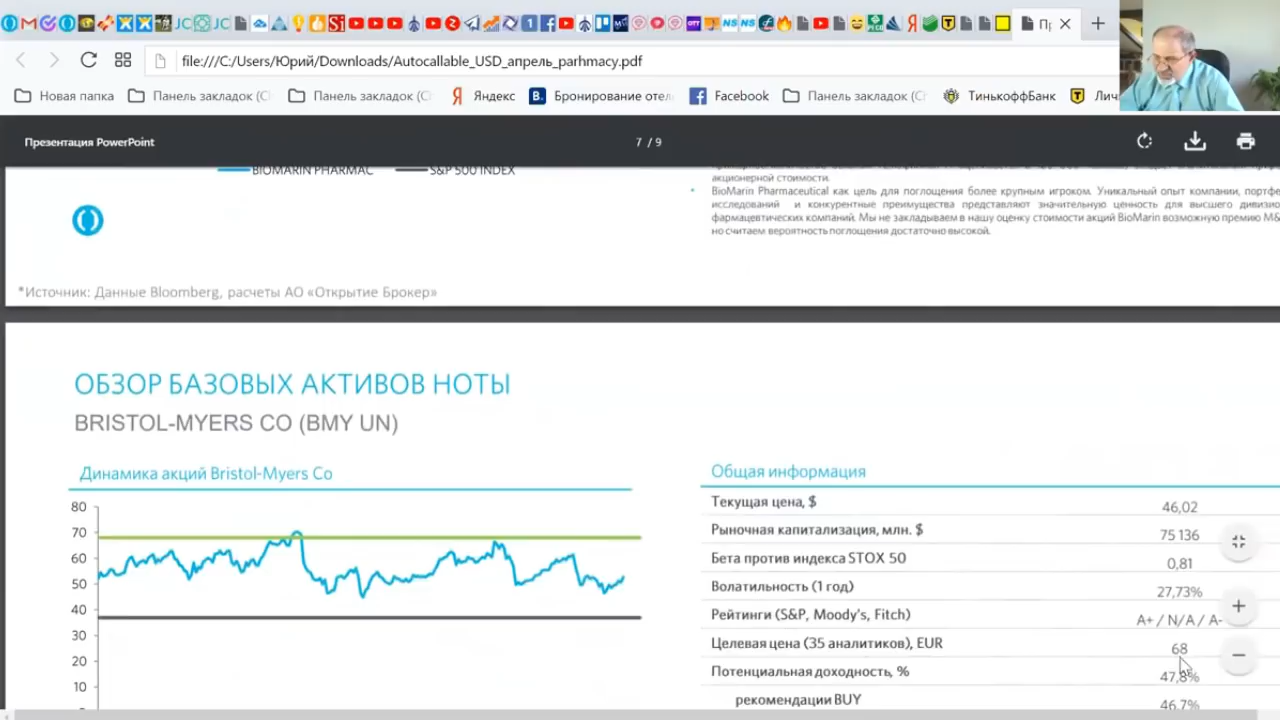 file:///C:/Users/Юрий/Downloads/Autocallable_USD_апрель_parhmacy.pdf
Новая папка
Панель закладок (С
Панель закладок (С
Яндекс
Бронирование отел
Facebook
Панель закладок (С
ТинькоффБанк
Презентация PowerPoint
7 / 9
BIOMARIN PHARMAC
S&P 500 INDEX
акционерной стоимости.
BioMarin Pharmaceutical как цель для поглощения более крупным игроком. Уникальный опыт компании, портфе
исследований и конкурентные преимущества представляют значительную ценность для высшего дивизио
фармацевтических компаний. Мы не закладываем в нашу оценку стоимости акций BioMarin возможную премию M&
но считаем вероятность поглощения достаточно высокой.
*Источник: Данные Bloomberg, расчеты АО «Открытие Брокер»
ОБЗОР БАЗОВЫХ АКТИВОВ НОТЫ
BRISTOL-MYERS CO (BMY UN)
Динамика акций Bristol-Myers Co
80
70
60
50
40
30
20
10
Общая информация
Текущая цена, $ 46,02
Рыночная капитализация, млн. $ 75 136
Бета против индекса STOX 50 0,81
Волатильность (1 год) 27,73%
Рейтинги (S&P, Moody's, Fitch) A+ / N/A / A-
Целевая цена (35 аналитиков), EUR 68
Потенциальная доходность, % 47,8%
рекомендации BUY 46,7%